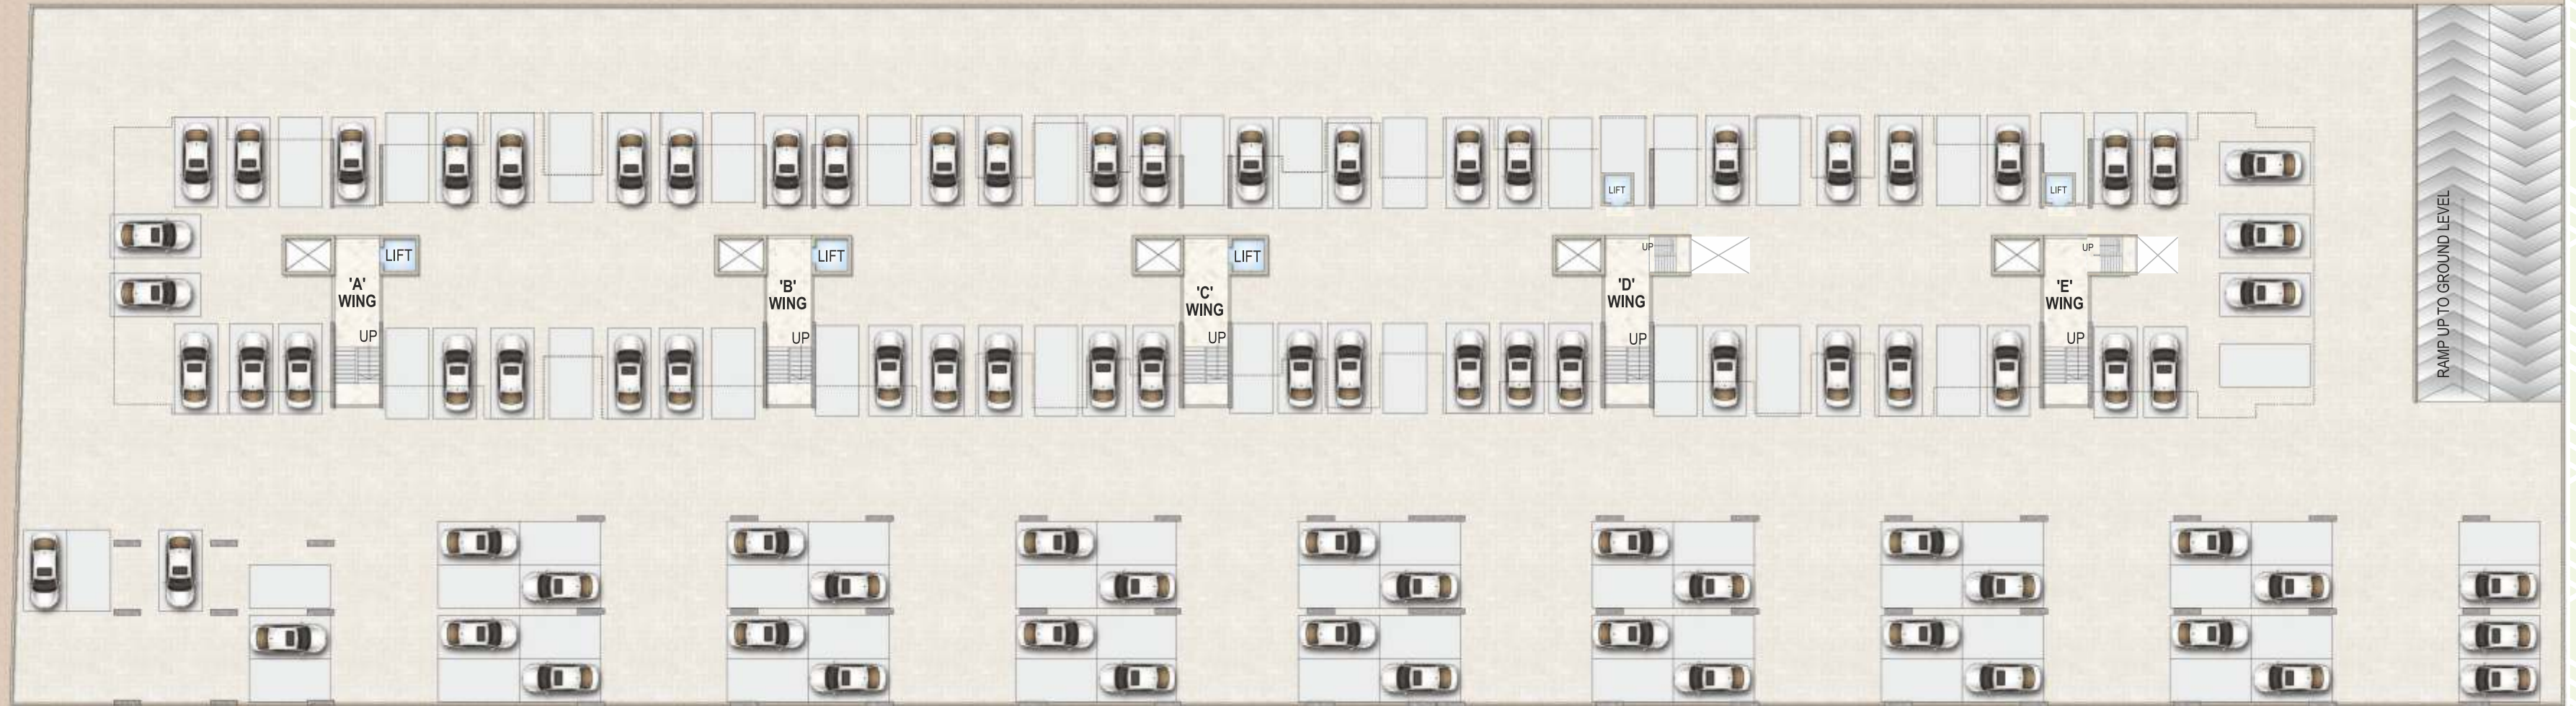 LIFT
LIFT
LIFT
LIFT
LIFT
'A'
WING
UP
'B'
WING
UP
'C'
WING
UP
UP
'D'
WING
UP
UP
'E'
WING
UP
RAMP UP TO GROUND LEVEL